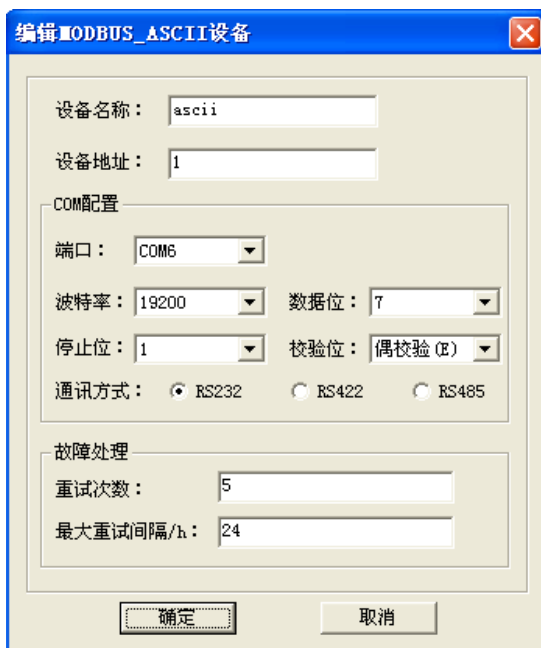 编辑MODBUS_ASCII设备
设备名称： ascii
设备地址： 1
COM配置
端口： COM6
波特率： 19200 数据位： 7
停止位： 1 校验位： 偶校验(E)
通讯方式： RS232 RS422 RS485
故障处理
重试次数： 5
最大重试间隔/h： 24
确定 取消